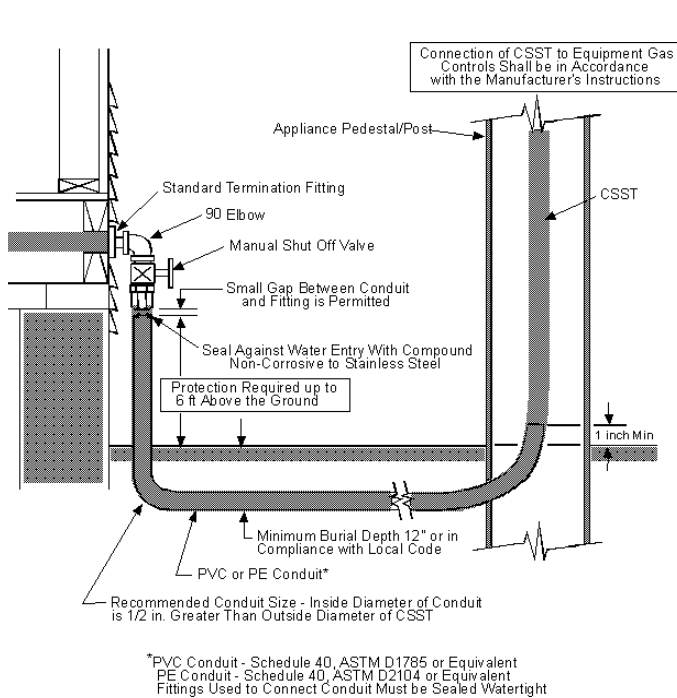 Connection of CSST to Equipment Gas
Controls Shall be in Accordance
with the Manufacturer's Instructions
Appliance Pedestal/Post
CSST
Standard Termination Fitting
90 Elbow
Manual Shut Off Valve
Small Gap Between Conduit
and Fitting is Permitted
Seal Against Water Entry With Compound
Non-Corrosive to Stainless Steel
Protection Required up to
6 ft Above the Ground
1 inch Min
Minimum Burial Depth 12" or in
Compliance with Local Code
PVC or PE Conduit*
Recommended Conduit Size - Inside Diameter of Conduit
is 1/2 in. Greater Than Outside Diameter of CSST
*PVC Conduit - Schedule 40, ASTM D1785 or Equivalent
PE Conduit - Schedule 40, ASTM D2104 or Equivalent
Fittings Used to Connect Conduit Must be Sealed Watertight